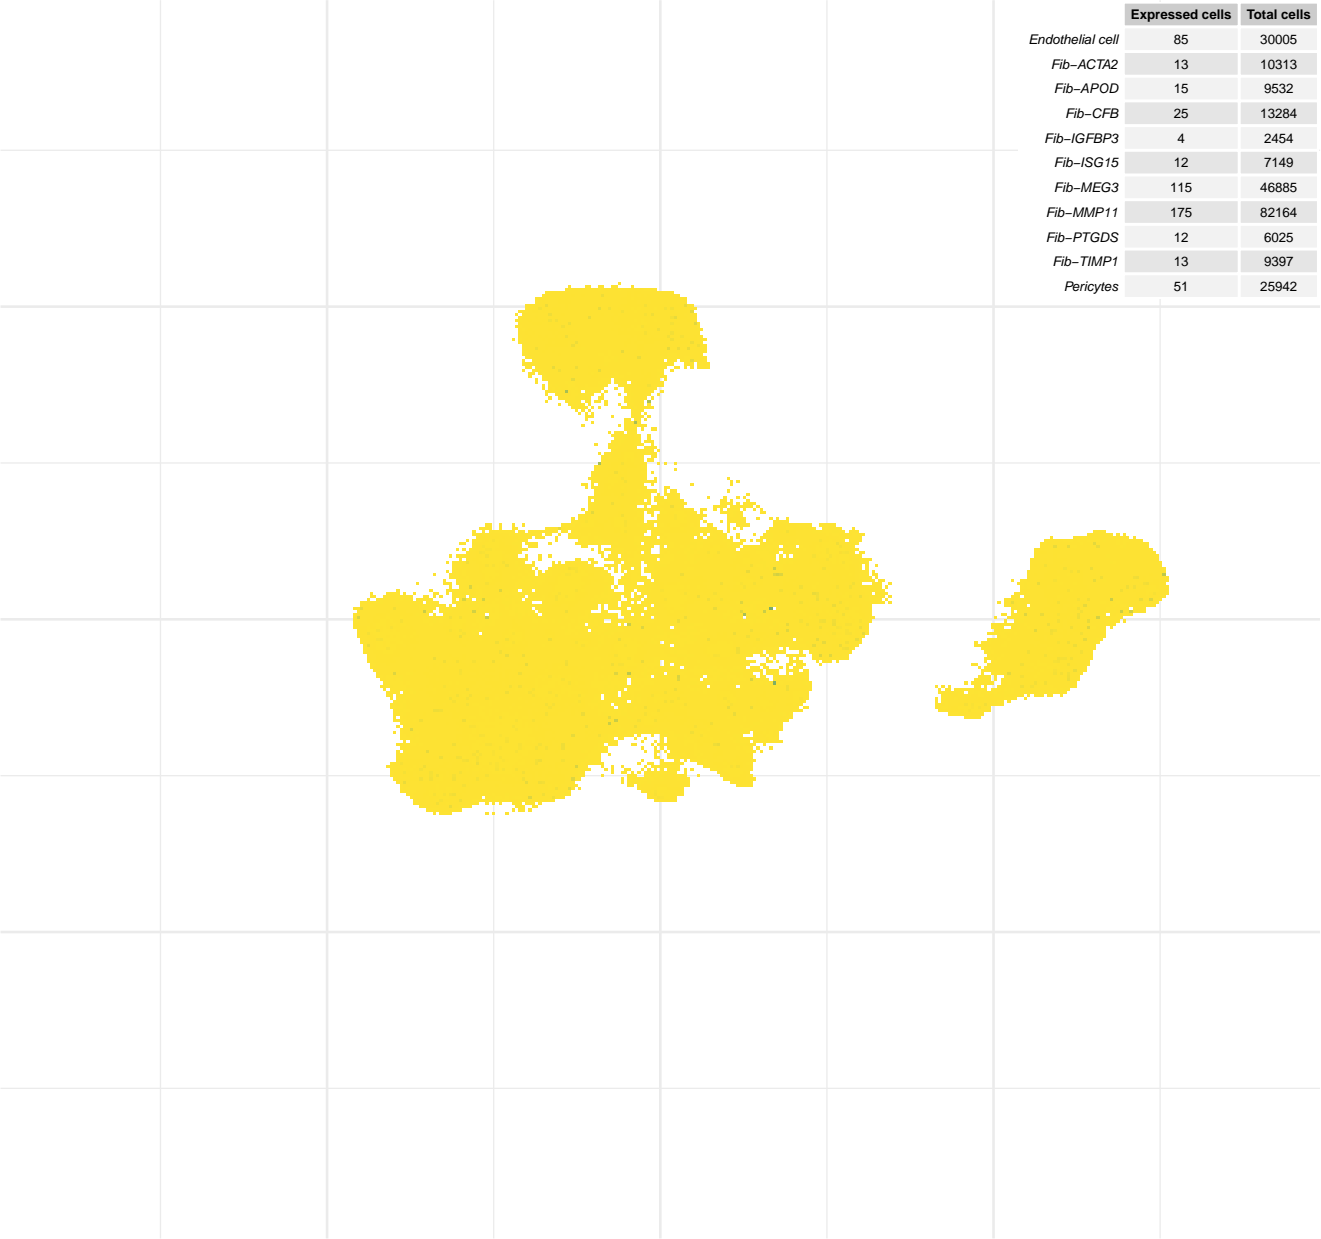 Expressed cells Total cells
Endothelial cell 85 30005
Fib−ACTA2 13 10313
Fib−APOD 15 9532
Fib−CFB 25 13284
Fib−IGFBP3 4 2454
Fib−ISG15 12 7149
Fib−MEG3 115 46885
Fib−MMP11 175 82164
Fib−PTGDS 12 6025
Fib−TIMP1 13 9397
Pericytes 51 25942